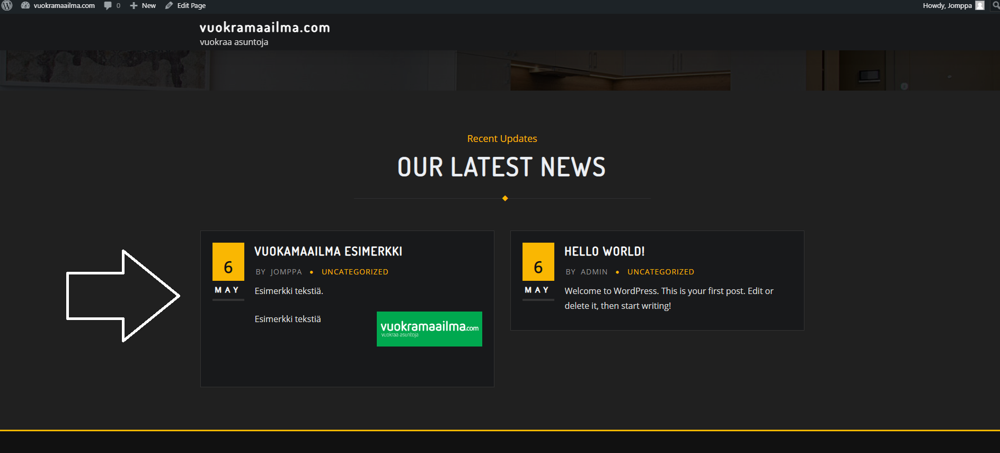 vuokramaailma.com 0 New Edit Page Howdy, Jomppa
vuokramaailma.com
vuokraa asuntoja
Recent Updates
OUR LATEST NEWS
6
MAY
VUOKAMAAILMA ESIMERKKI
BY JOMPPA • UNCATEGORIZED
Esimerkki tekstiä.
Esimerkki tekstiä
vuokramaailma.com
vuokraa asuntoja
6
MAY
HELLO WORLD!
BY ADMIN • UNCATEGORIZED
Welcome to WordPress. This is your first post. Edit or
delete it, then start writing!